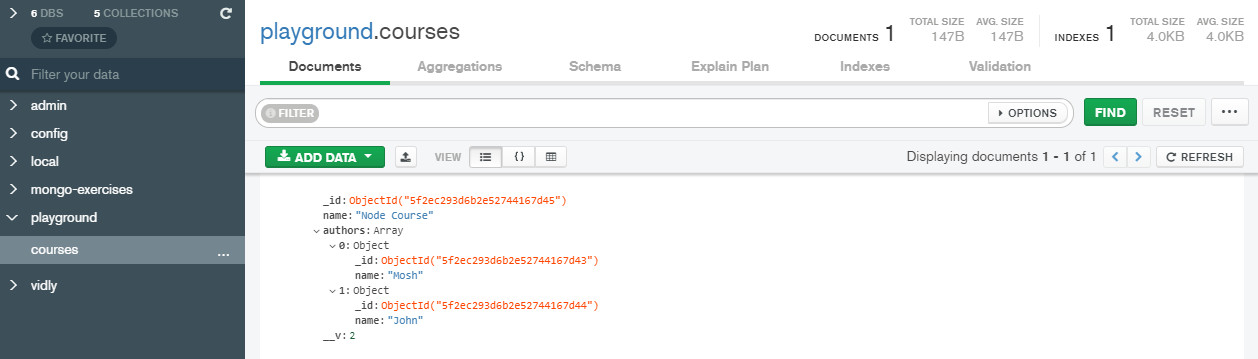 6 DBS 5 COLLECTIONS
☆ FAVORITE
Filter your data
admin
config
local
mongo-exercises
playground
courses ...
vidly
playground.courses
DOCUMENTS 1 TOTAL SIZE 147B AVG. SIZE 147B INDEXES 1 TOTAL SIZE 4.0KB AVG. SIZE 4.0KB
Documents Aggregations Schema Explain Plan Indexes Validation
FILTER OPTIONS FIND RESET ...
ADD DATA VIEW {} Displaying documents 1 - 1 of 1 < > REFRESH
_id: ObjectId("5f2ec293d6b2e52744167d45")
name: "Node Course"
authors: Array
0: Object
_id: ObjectId("5f2ec293d6b2e52744167d43")
name: "Mosh"
1: Object
_id: ObjectId("5f2ec293d6b2e52744167d44")
name: "John"
__v: 2